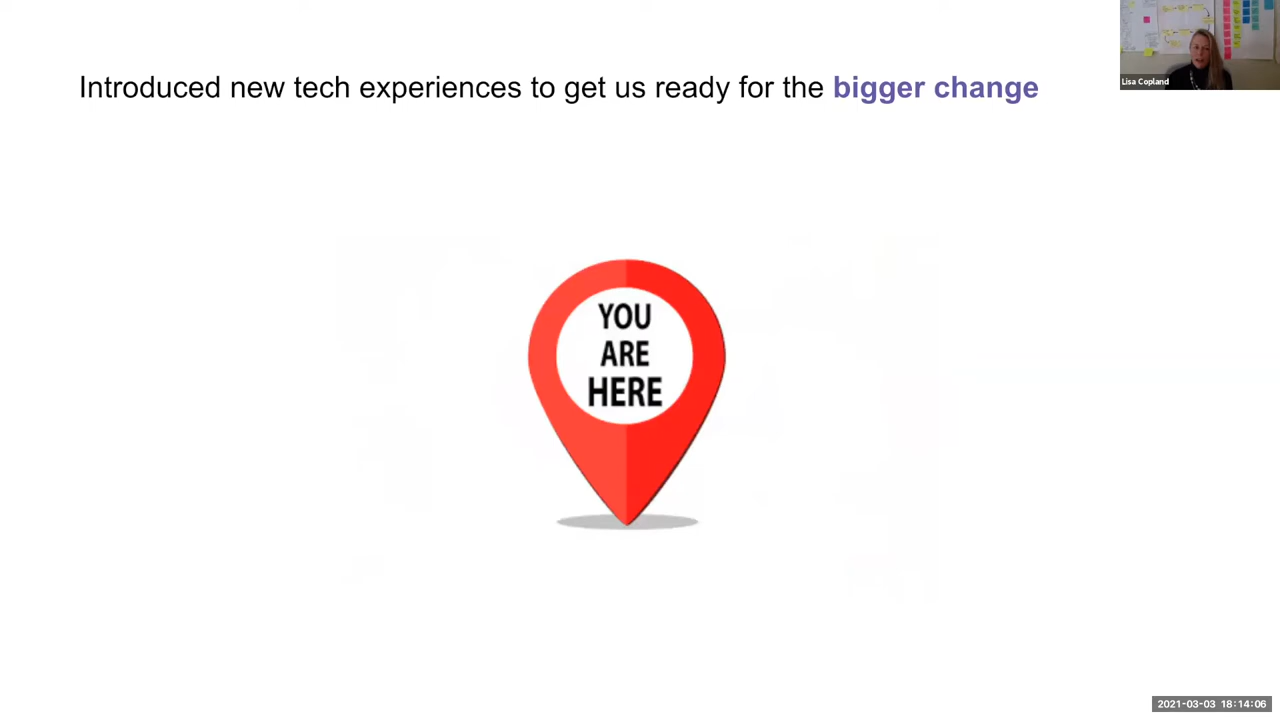 Introduced new tech experiences to get us ready for the bigger change
Lisa Copland
YOU
ARE
HERE
2021-03-03 18:14:06